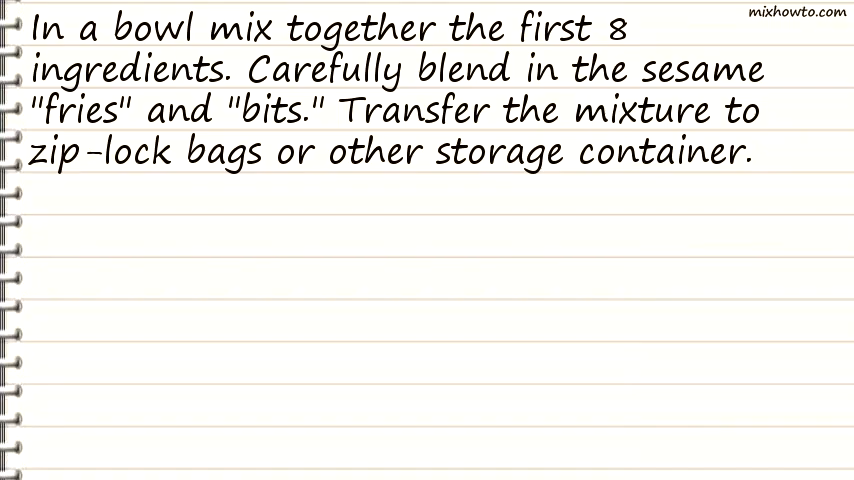 mixhowto.com
In a bowl mix together the first 8
ingredients. Carefully blend in the sesame
"fries" and "bits." Transfer the mixture to
zip-lock bags or other storage container.